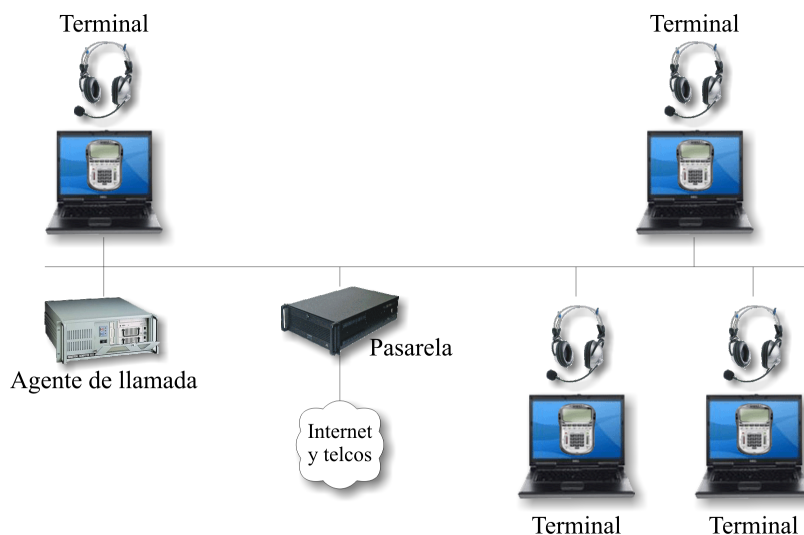 Terminal
Terminal
Agente de llamada
Pasarela
Internet
y telcos
Terminal
Terminal